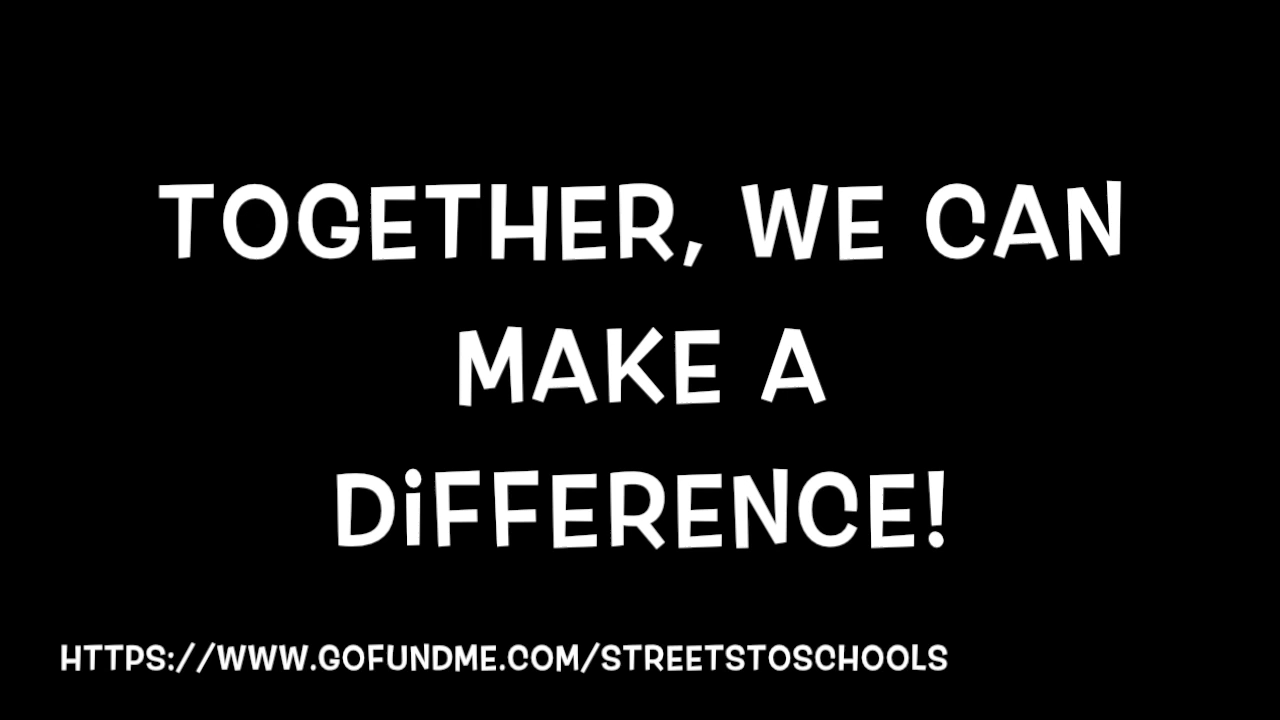 TOGETHER, WE CAN
MAKE A
DiFFERENCE!
HTTPS://WWW.GOFUNDME.COM/STREETSTOSCHOOLS